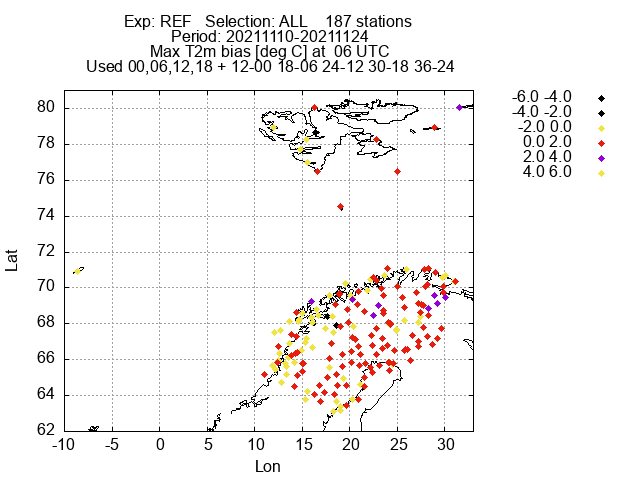 Exp: REF Selection: ALL 187 stations
Period: 20211110-20211124
Max T2m bias [deg C] at 06 UTC
Used 00,06,12,18 + 12-00 18-06 24-12 30-18 36-24
-6.0 -4.0
-4.0 -2.0
-2.0 0.0
0.0 2.0
2.0 4.0
4.0 6.0
80
78
76
74
72
70
68
66
64
62
Lat
-10 -5 0 5 10 15 20 25 30
Lon